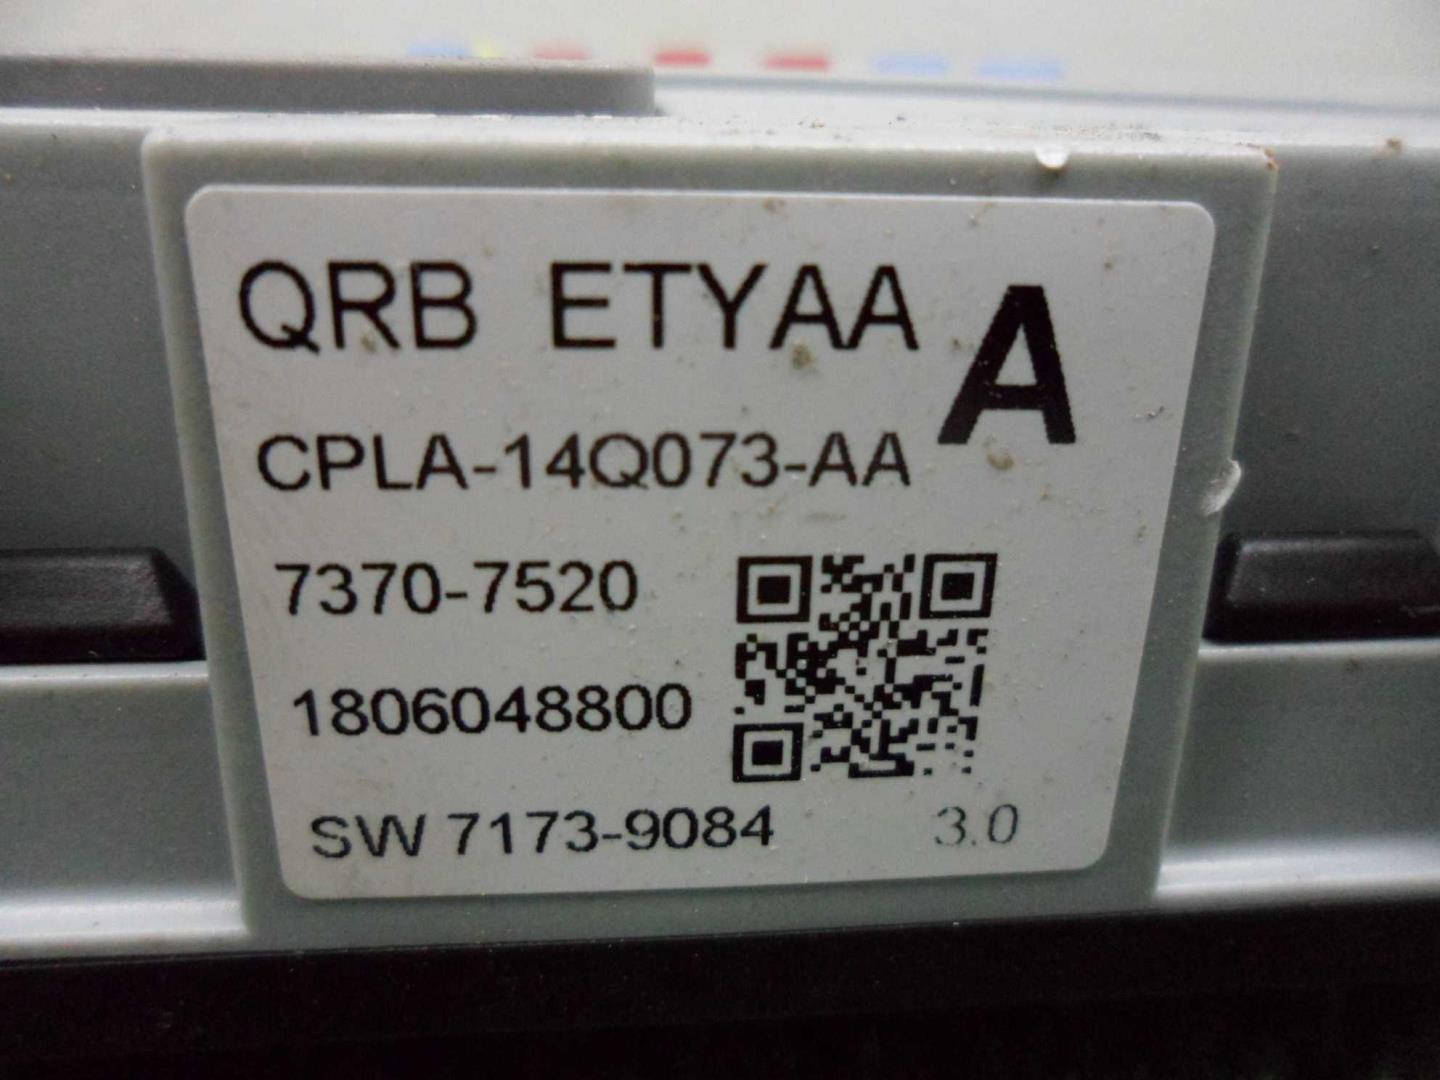 QRB ETYAA A
CPLA-14Q073-AA
7370-7520
1806048800
SW 7173-9084 3.0